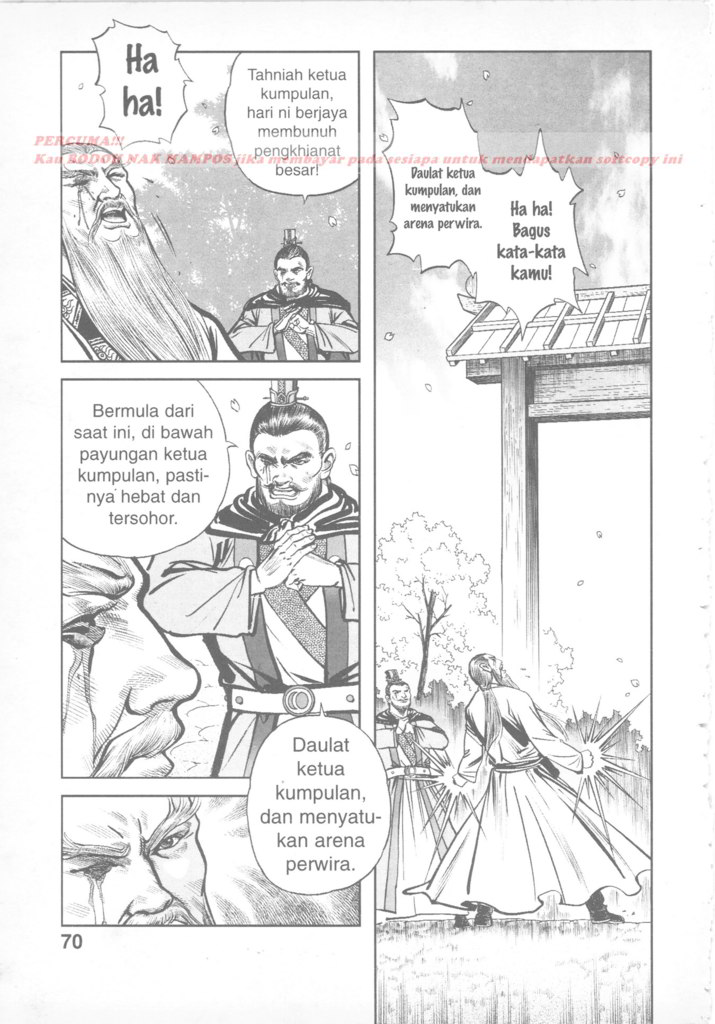 PERCUMA!!!
Kau BODOH NAK MAMPOS jika membayar pada sesiapa untuk mendapatkan softcopy ini
Ha
ha!
Tahniah ketua
kumpulan,
hari ni berjaya
membunuh
pengkhianat
besar!
Bermula dari
saat ini, di bawah
payungan ketua
kumpulan, pasti-
nya hebat dan
tersohor.
Daulat
ketua
kumpulan,
dan menyatu-
kan arena
perwira.
Daulat ketua
kumpulan, dan
menyatukan
arena perwira.
Ha ha!
Bagus
kata-kata
kamu!
70